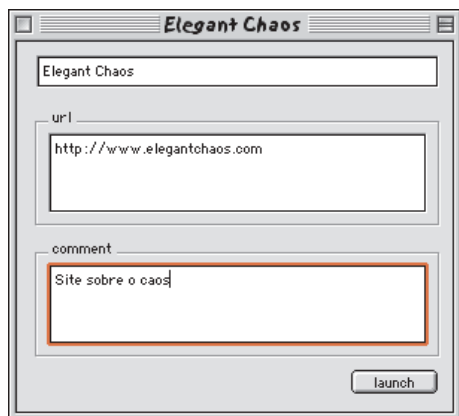 Elegant Chaos
Elegant Chaos
url
http://www.elegantchaos.com
comment
Site sobre o caos
launch